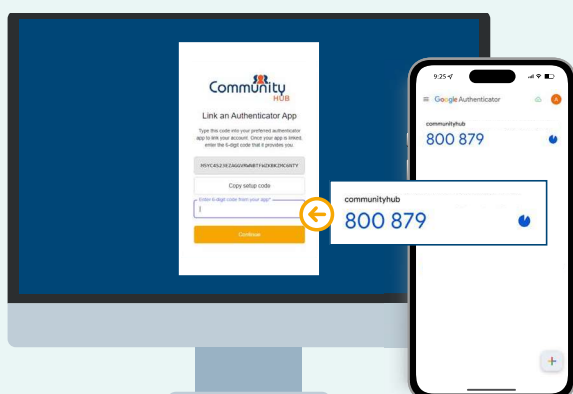 Community
HUB
Link an Authenticator App
Type this code into your preferred authenticator
app to link your account. Once your app is linked,
enter the 6-digit code that it provides you.
Copy setup code
Enter 6 digit code from your app*
Continue
9:25
Google Authenticator
A
communityhub
800 879
communityhub
800 879